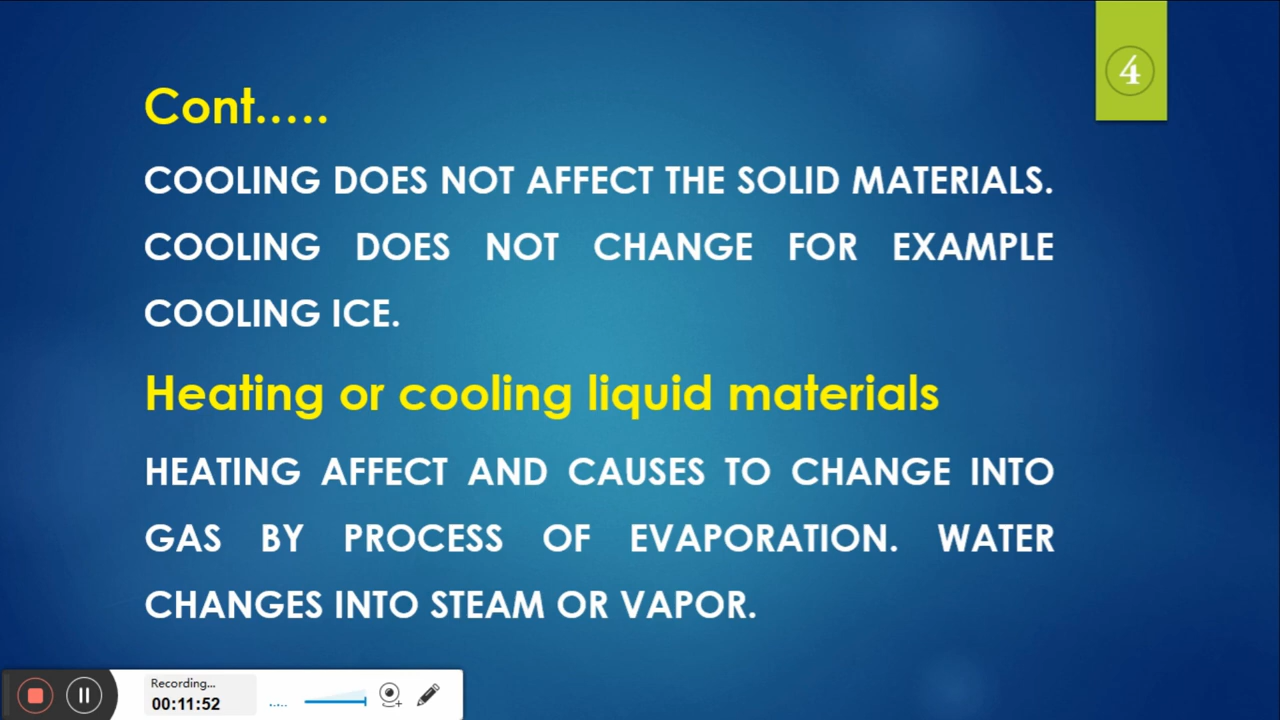 4
Cont.....
COOLING DOES NOT AFFECT THE SOLID MATERIALS.
COOLING DOES NOT CHANGE FOR EXAMPLE
COOLING ICE.
Heating or cooling liquid materials
HEATING AFFECT AND CAUSES TO CHANGE INTO
GAS BY PROCESS OF EVAPORATION. WATER
CHANGES INTO STEAM OR VAPOR.
Recording...
00:11:52